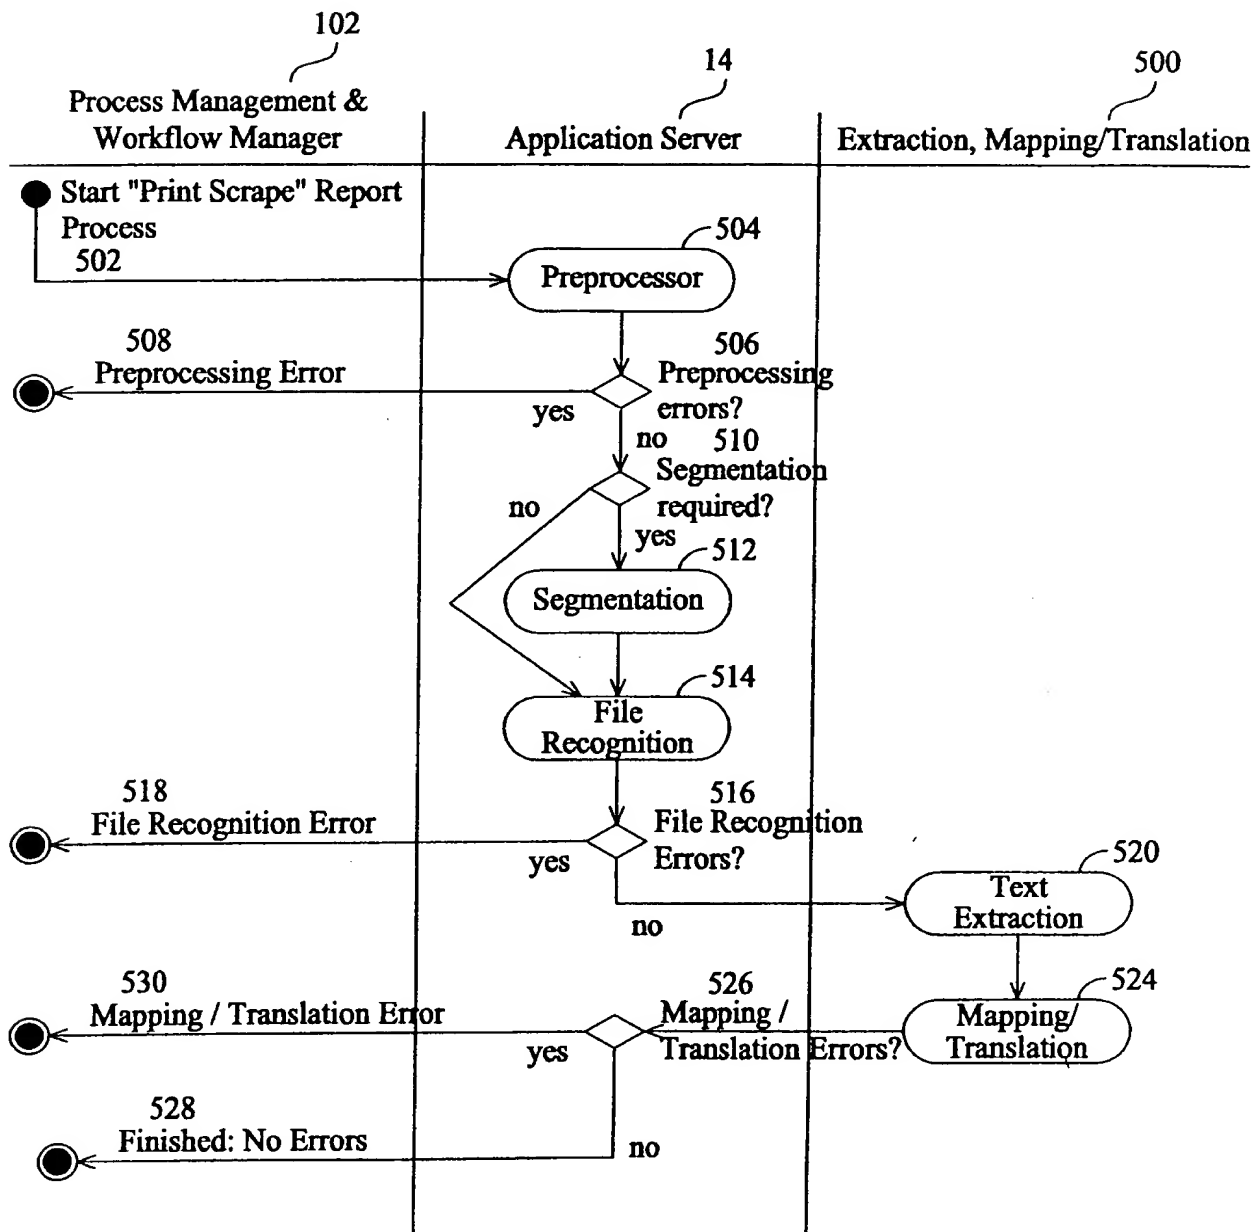 102
14
500
Process Management &
Workflow Manager
Application Server
Extraction, Mapping/Translation
Start "Print Scrape" Report
Process
502
504
Preprocessor
508
Preprocessing Error
506
Preprocessing
errors?
yes
no
510
Segmentation
required?
no
yes
512
Segmentation
514
File
Recognition
518
File Recognition Error
516
File Recognition
Errors?
yes
no
520
Text
Extraction
530
Mapping / Translation Error
526
Mapping /
Translation Errors?
yes
524
Mapping/
Translation
528
Finished: No Errors
no